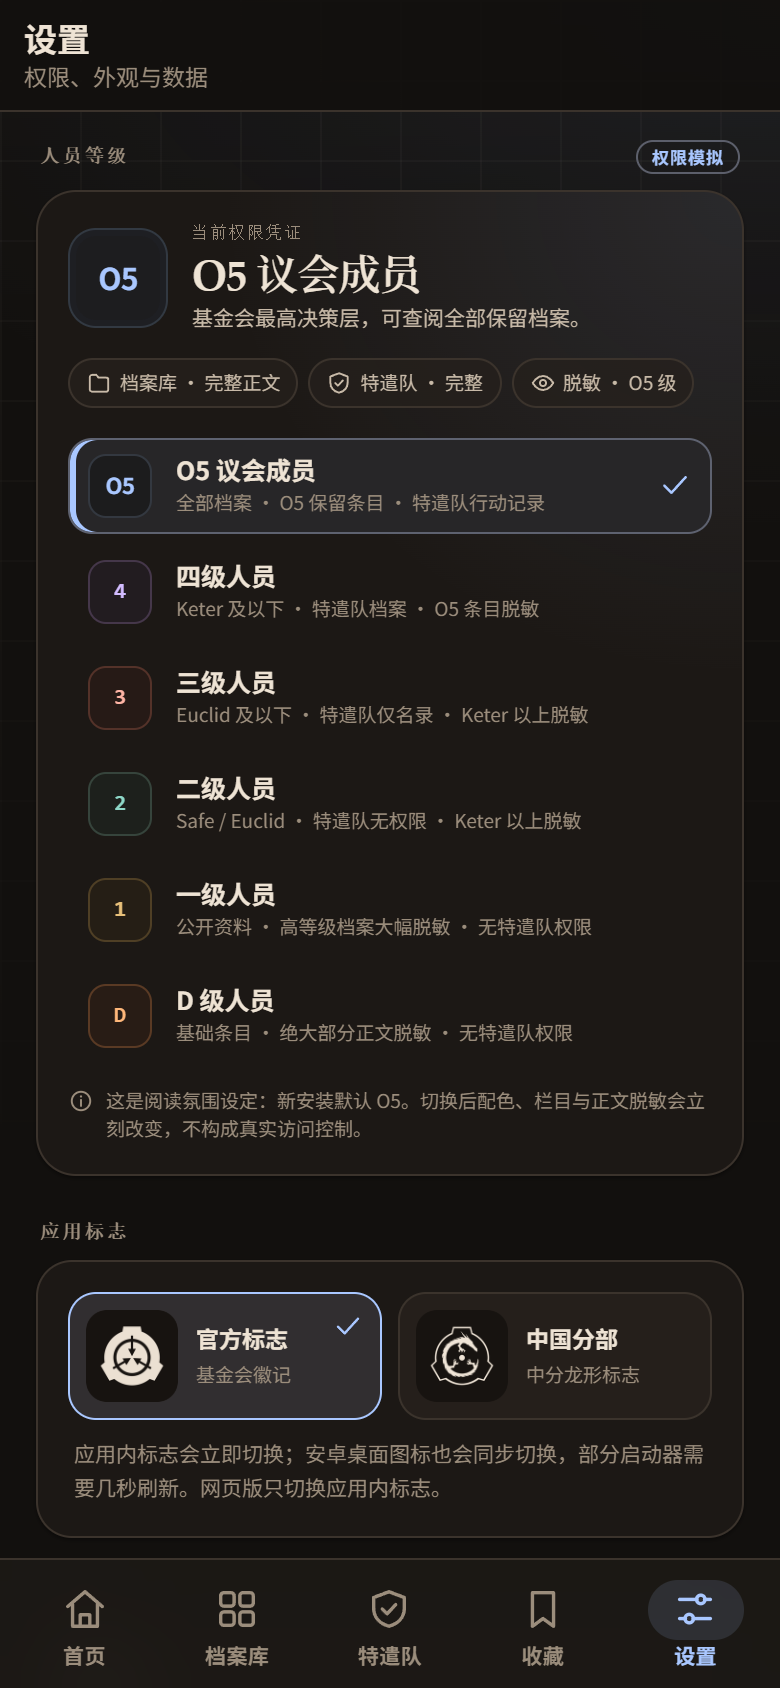 设置
权限、外观与数据
人员等级
权限模拟
O5
当前权限凭证
O5 议会成员
基金会最高决策层，可查阅全部保留档案。
档案库 · 完整正文
特遣队 · 完整
脱敏 · O5 级
O5
O5 议会成员
全部档案 · O5 保留条目 · 特遣队行动记录
4
四级人员
Keter 及以下 · 特遣队档案 · O5 条目脱敏
3
三级人员
Euclid 及以下 · 特遣队仅名录 · Keter 以上脱敏
2
二级人员
Safe / Euclid · 特遣队无权限 · Keter 以上脱敏
1
一级人员
公开资料 · 高等级档案大幅脱敏 · 无特遣队权限
D
D 级人员
基础条目 · 绝大部分正文脱敏 · 无特遣队权限
这是阅读氛围设定：新安装默认 O5。切换后配色、栏目与正文脱敏会立
刻改变，不构成真实访问控制。
应用标志
官方标志
基金会徽记
中国分部
中分龙形标志
应用内标志会立即切换；安卓桌面图标也会同步切换，部分启动器需
要几秒刷新。网页版只切换应用内标志。
首页
档案库
特遣队
收藏
设置